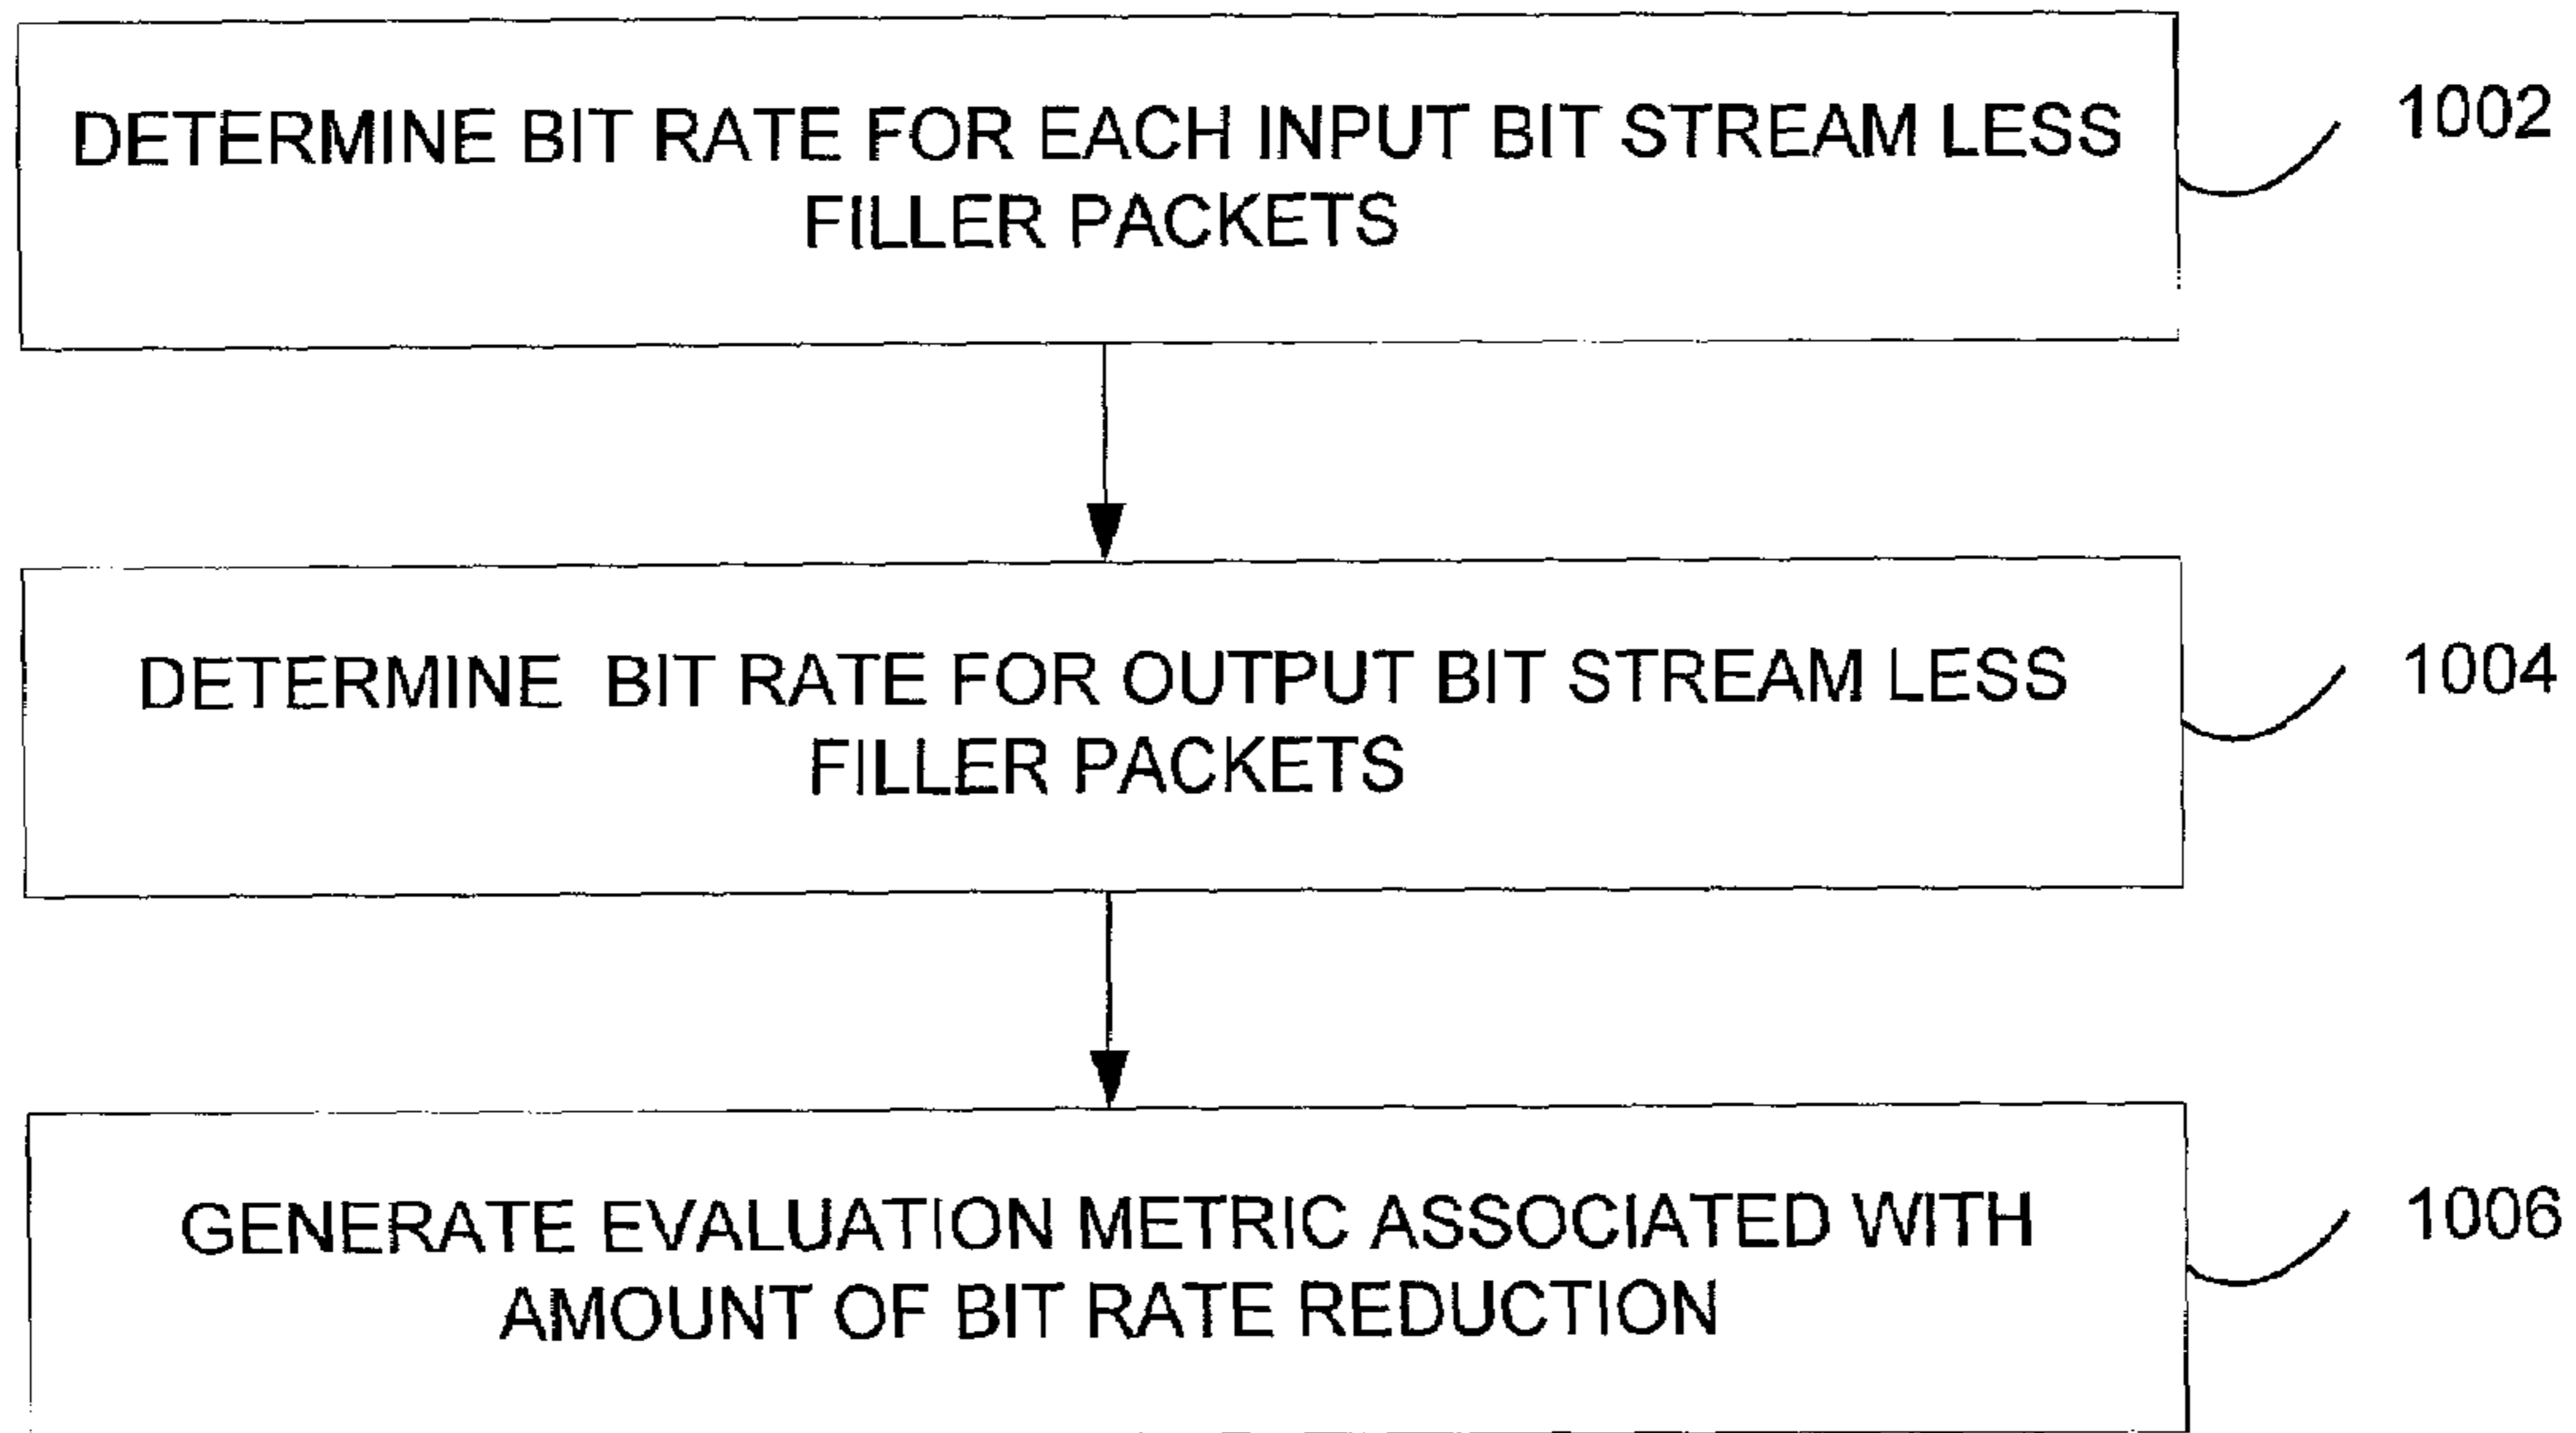 DETERMINE BIT RATE FOR EACH INPUT BIT STREAM LESS
FILLER PACKETS
1002
DETERMINE BIT RATE FOR OUTPUT BIT STREAM LESS
FILLER PACKETS
1004
GENERATE EVALUATION METRIC ASSOCIATED WITH
AMOUNT OF BIT RATE REDUCTION
1006